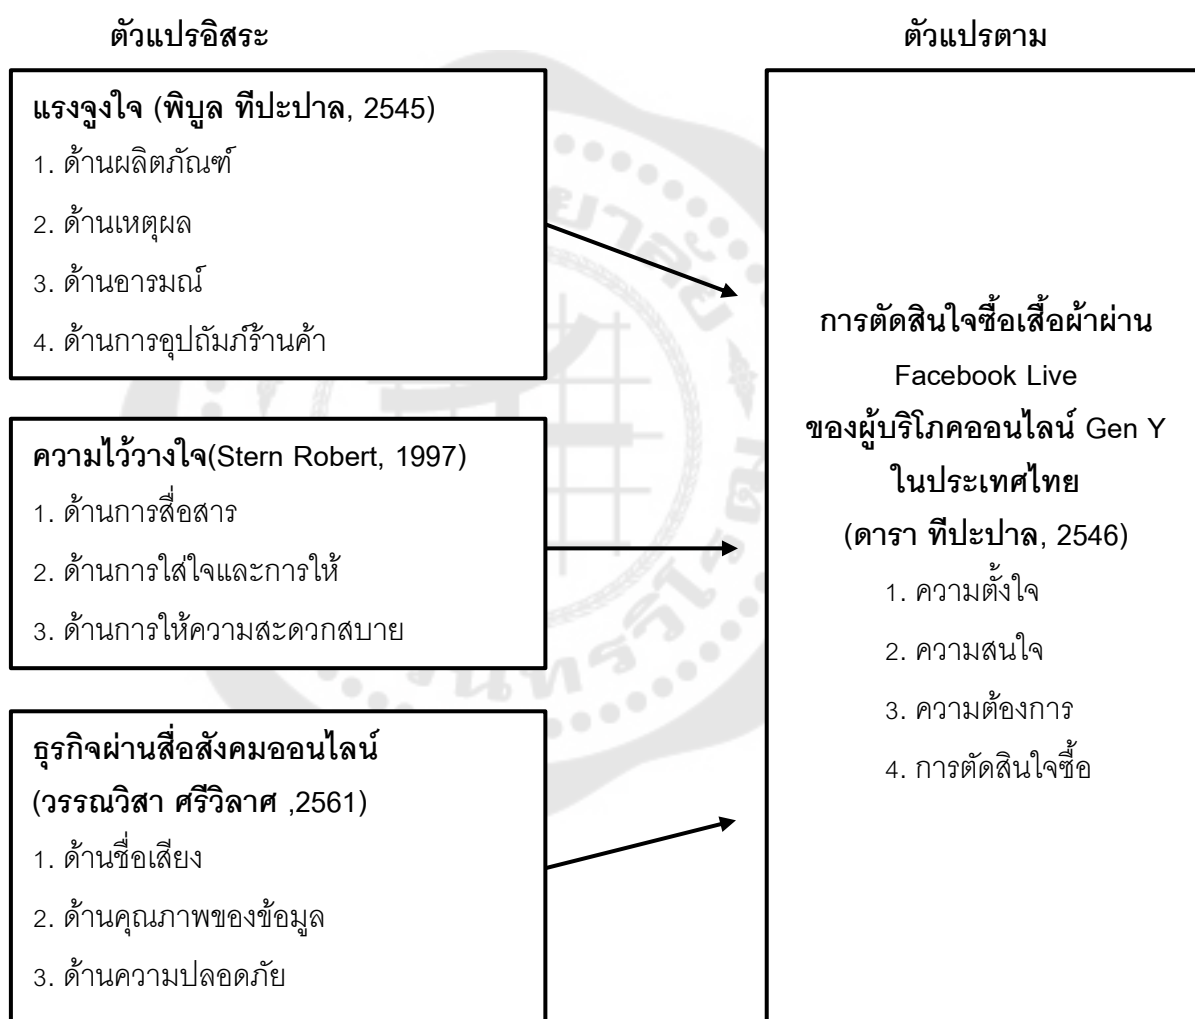 ตัวแปรอิสระ
ตัวแปรตาม
แรงจูงใจ (พิบูล ทีปะปาล, 2545)
1. ด้านผลิตภัณฑ์
2. ด้านเหตุผล
3. ด้านอารมณ์
4. ด้านการอุปถัมภ์ร้านค้า
ความไว้วางใจ(Stern Robert, 1997)
1. ด้านการสื่อสาร
2. ด้านการใส่ใจและการให้
3. ด้านการให้ความสะดวกสบาย
ธุรกิจผ่านสื่อสังคมออนไลน์
(วรรณวิสา ศรีวิลาศ ,2561)
1. ด้านชื่อเสียง
2. ด้านคุณภาพของข้อมูล
3. ด้านความปลอดภัย
การตัดสินใจซื้อเสื้อผ้าผ่าน
Facebook Live
ของผู้บริโภคออนไลน์ Gen Y
ในประเทศไทย
(ดารา ทีปะปาล, 2546)
1. ความตั้งใจ
2. ความสนใจ
3. ความต้องการ
4. การตัดสินใจซื้อ